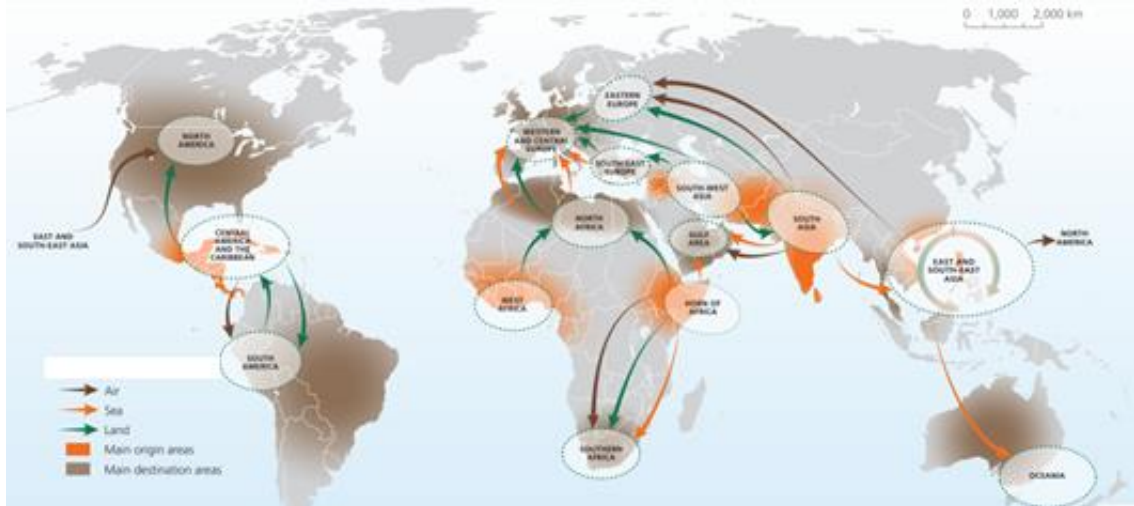 0 1,000 2,000 km
EASTERN
EUROPE
NORTH
AMERICA
WESTERN
AND CENTRAL
EUROPE
SOUTH-EAST
EUROPE
SOUTH-WEST
ASIA
SOUTH
ASIA
EAST AND
SOUTH-EAST ASIA
CENTRAL
AMERICA
AND THE
CARIBBEAN
NORTH
AFRICA
GULF
AREA
NORTH
AMERICA
EAST AND
SOUTH-EAST
ASIA
WEST
AFRICA
HORN OF
AFRICA
SOUTH
AMERICA
Air
Sea
Land
Main origin areas
Main destination areas
SOUTHERN
AFRICA
OCEANIA